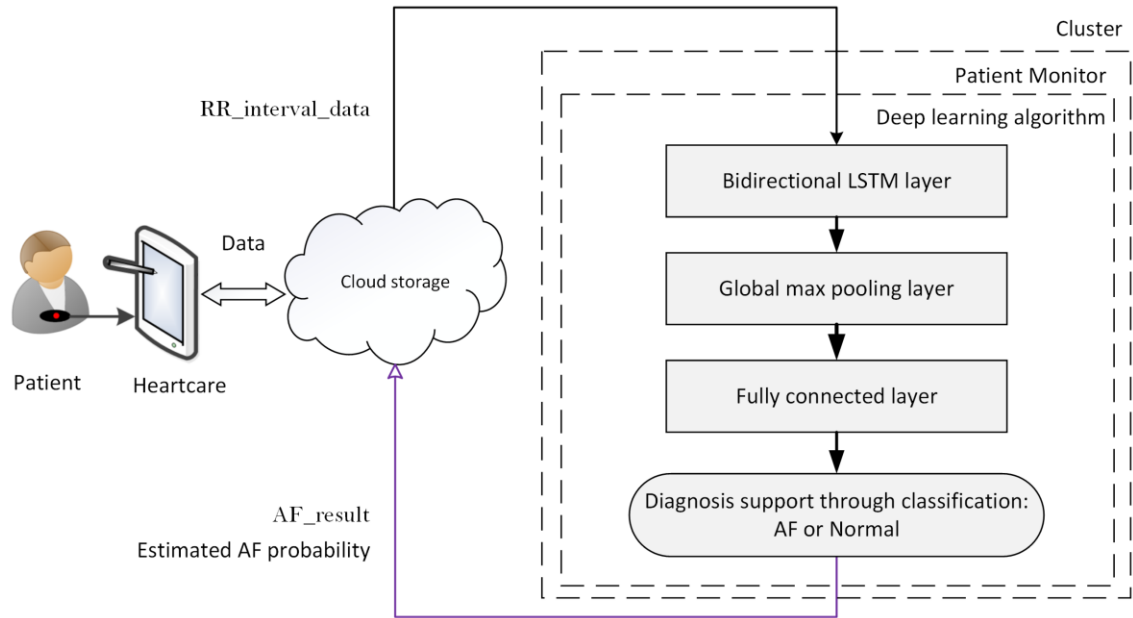 Cluster
Patient Monitor
Deep learning algorithm
RR_interval_data
Bidirectional LSTM layer
Data
Cloud storage
Global max pooling layer
Patient
Heartcare
Fully connected layer
Diagnosis support through classification:
AF or Normal
AF_result
Estimated AF probability